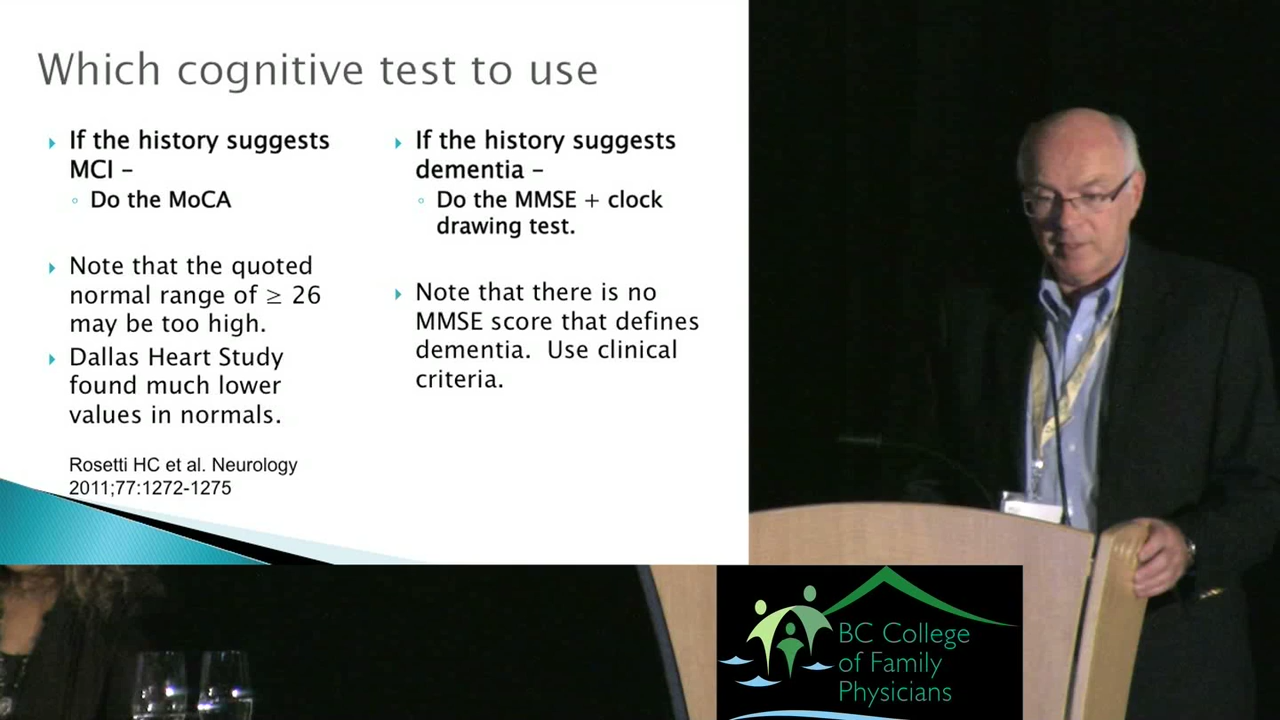 Which cognitive test to use
If the history suggests
MCI –
Do the MoCA
Note that the quoted
normal range of ≥ 26
may be too high.
Dallas Heart Study
found much lower
values in normals.
Rosetti HC et al. Neurology
2011;77:1272-1275
If the history suggests
dementia –
Do the MMSE + clock
drawing test.
Note that there is no
MMSE score that defines
dementia. Use clinical
criteria.
BC College
of Family
Physicians